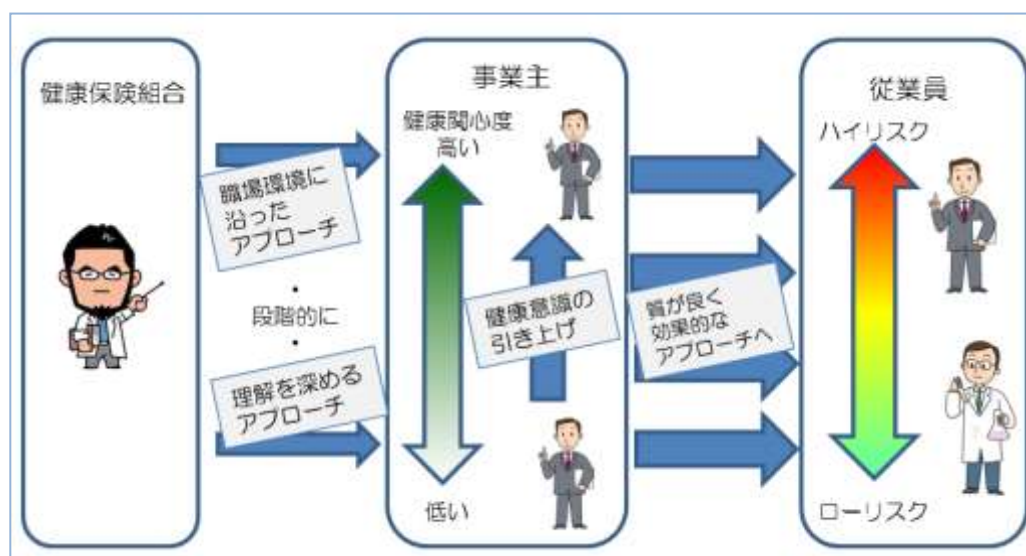 健康保険組合
職場環境に
沿った
アプローチ
・
段階的に
・
理解を深める
アプローチ
事業主
健康関心度
高い
健康意識の
引き上げ
低い
質が良く
効果的な
アプローチへ
従業員
ハイリスク
ローリスク